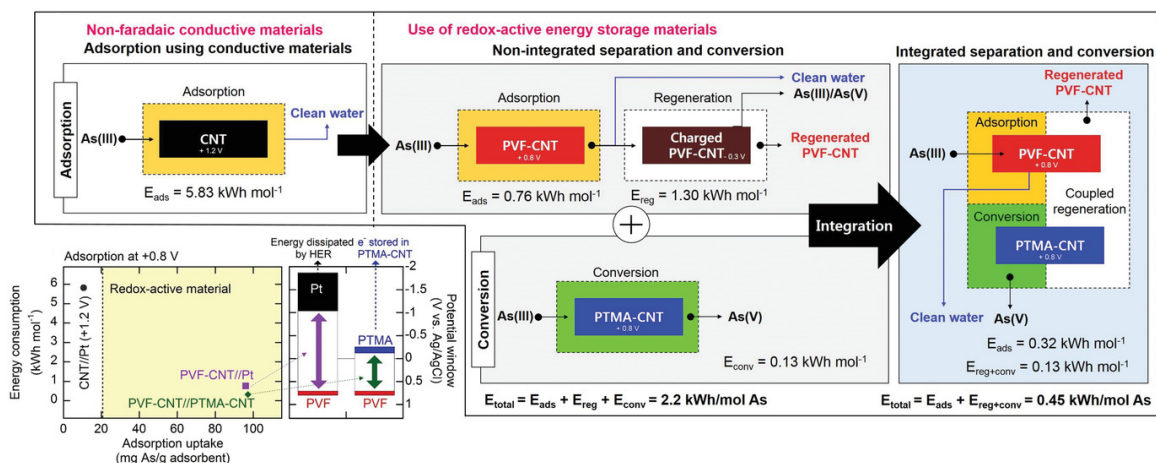 Non-faradaic conductive materials
Adsorption using conductive materials
Adsorption
Adsorption
As(III)
CNT
+ 1.2 V
Clean water
E_ads = 5.83 kWh mol⁻¹
Use of redox-active energy storage materials
Non-integrated separation and conversion
Adsorption
As(III)
PVF-CNT
+ 0.8 V
E_ads = 0.76 kWh mol⁻¹
Regeneration
Charged
PVF-CNT
- 0.3 V
E_reg = 1.30 kWh mol⁻¹
Clean water
As(III)/As(V)
Regenerated
PVF-CNT
Conversion
Conversion
As(III)
PTMA-CNT
+ 0.8 V
As(V)
E_conv = 0.13 kWh mol⁻¹
E_total = E_ads + E_reg + E_conv = 2.2 kWh/mol As
Integration
Integrated separation and conversion
Regenerated
PVF-CNT
Adsorption
As(III)
PVF-CNT
+ 0.8 V
Coupled
regeneration
Conversion
PTMA-CNT
+ 0.8 V
Clean water
As(V)
E_ads = 0.32 kWh mol⁻¹
E_reg+conv = 0.13 kWh mol⁻¹
E_total = E_ads + E_reg+conv = 0.45 kWh/mol As
Adsorption at +0.8 V
Energy consumption
(kWh mol⁻¹)
6
5
4
3
2
1
0
CNT//Pt (+1.2 V)
Redox-active material
PVF-CNT//Pt
PVF-CNT//PTMA-CNT
0 20 40 60 80 100
Adsorption uptake
(mg As/g adsorbent)
Energy dissipated
by HER
e⁻ stored in
PTMA-CNT
Pt
PTMA
PVF
PVF
-2
-1.5
-1
-0.5
0
0.5
1
Potential window
(V vs. Ag/AgCl)